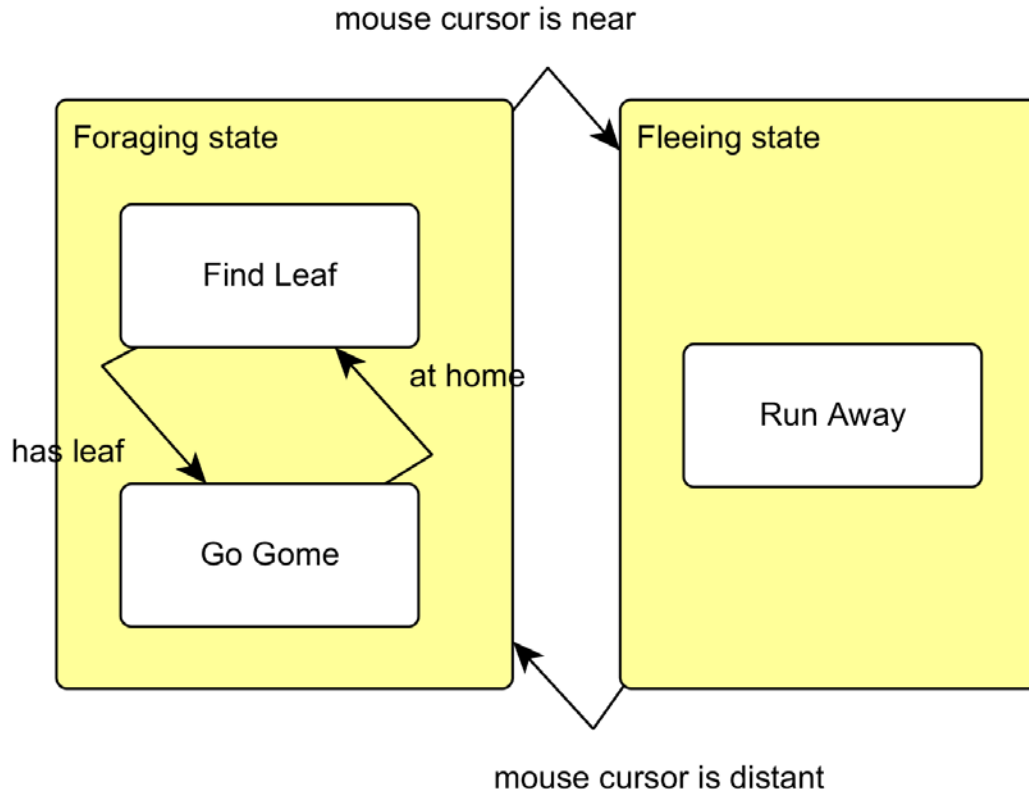 mouse cursor is near
Foraging state
Fleeing state
Find Leaf
at home
Run Away
has leaf
Go Gome
mouse cursor is distant